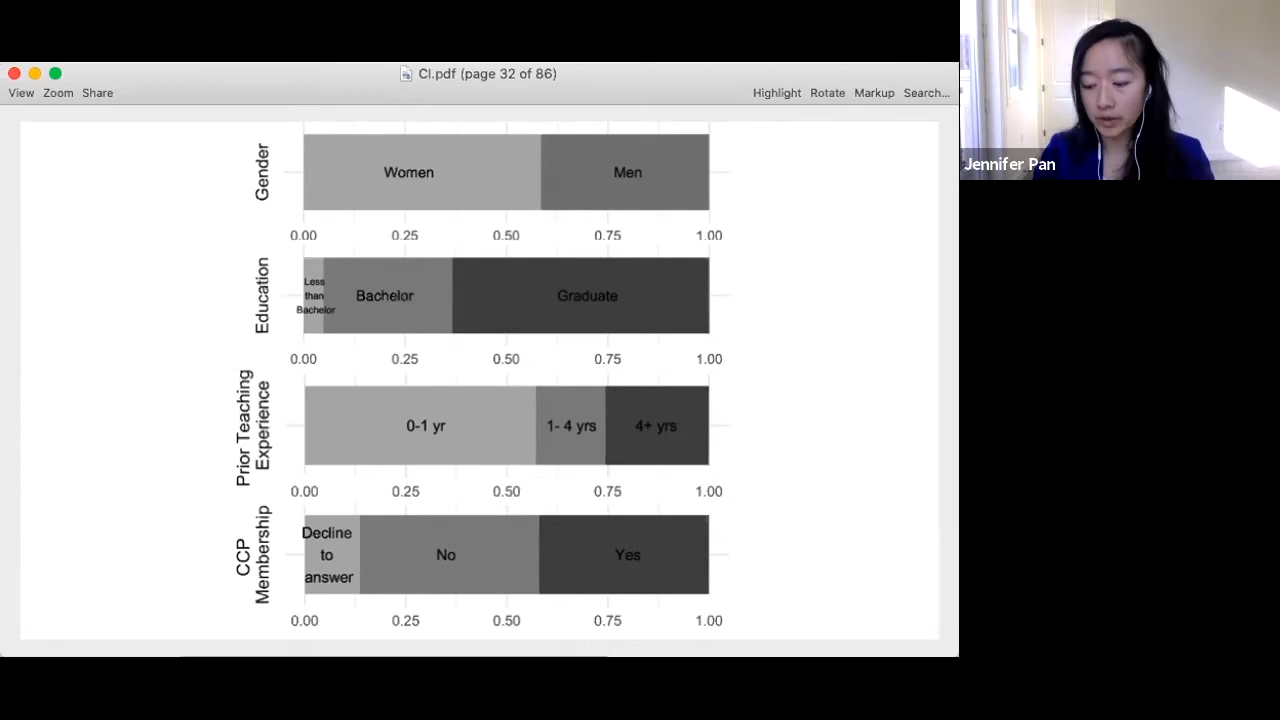 CI.pdf (page 32 of 86)
View Zoom Share
Highlight Rotate Markup Search...
Jennifer Pan
Gender
Women Men
0.00 0.25 0.50 0.75 1.00
Education
Less
than
Bachelor
Bachelor
Graduate
0.00 0.25 0.50 0.75 1.00
Prior Teaching
Experience
0-1 yr 1- 4 yrs 4+ yrs
0.00 0.25 0.50 0.75 1.00
CCP
Membership
Decline
to
answer
No
Yes
0.00 0.25 0.50 0.75 1.00